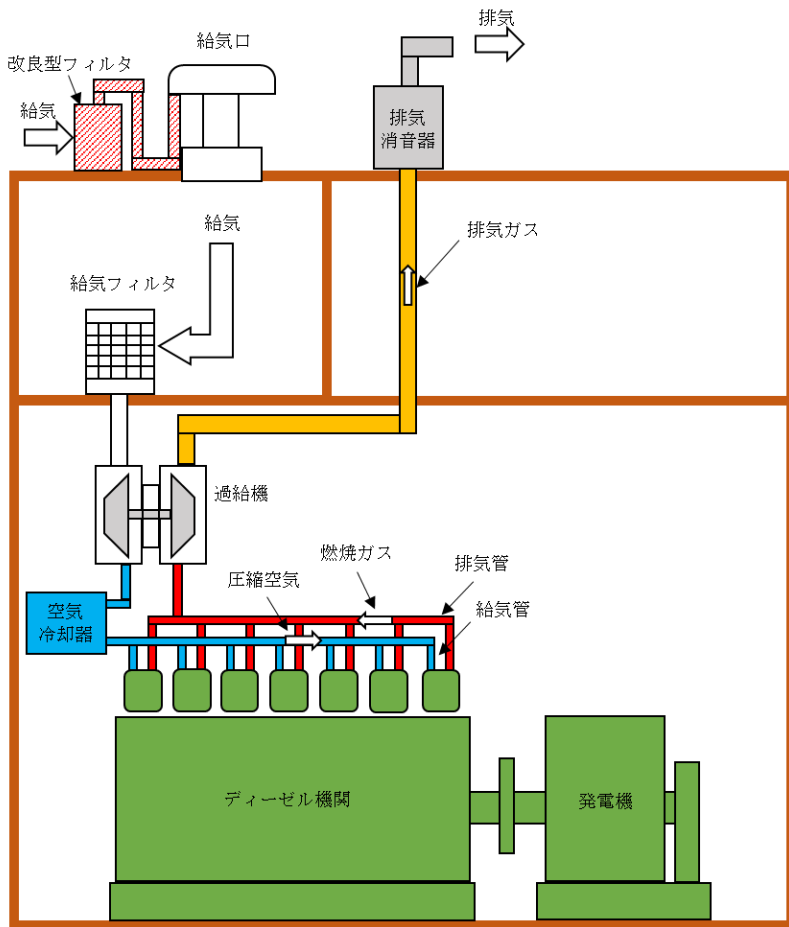 排気
給気口
改良型フィルタ
給気
排気
消音器
給気
排気ガス
給気フィルタ
過給機
燃焼ガス
排気管
圧縮空気
給気管
空気
冷却器
ディーゼル機関
発電機